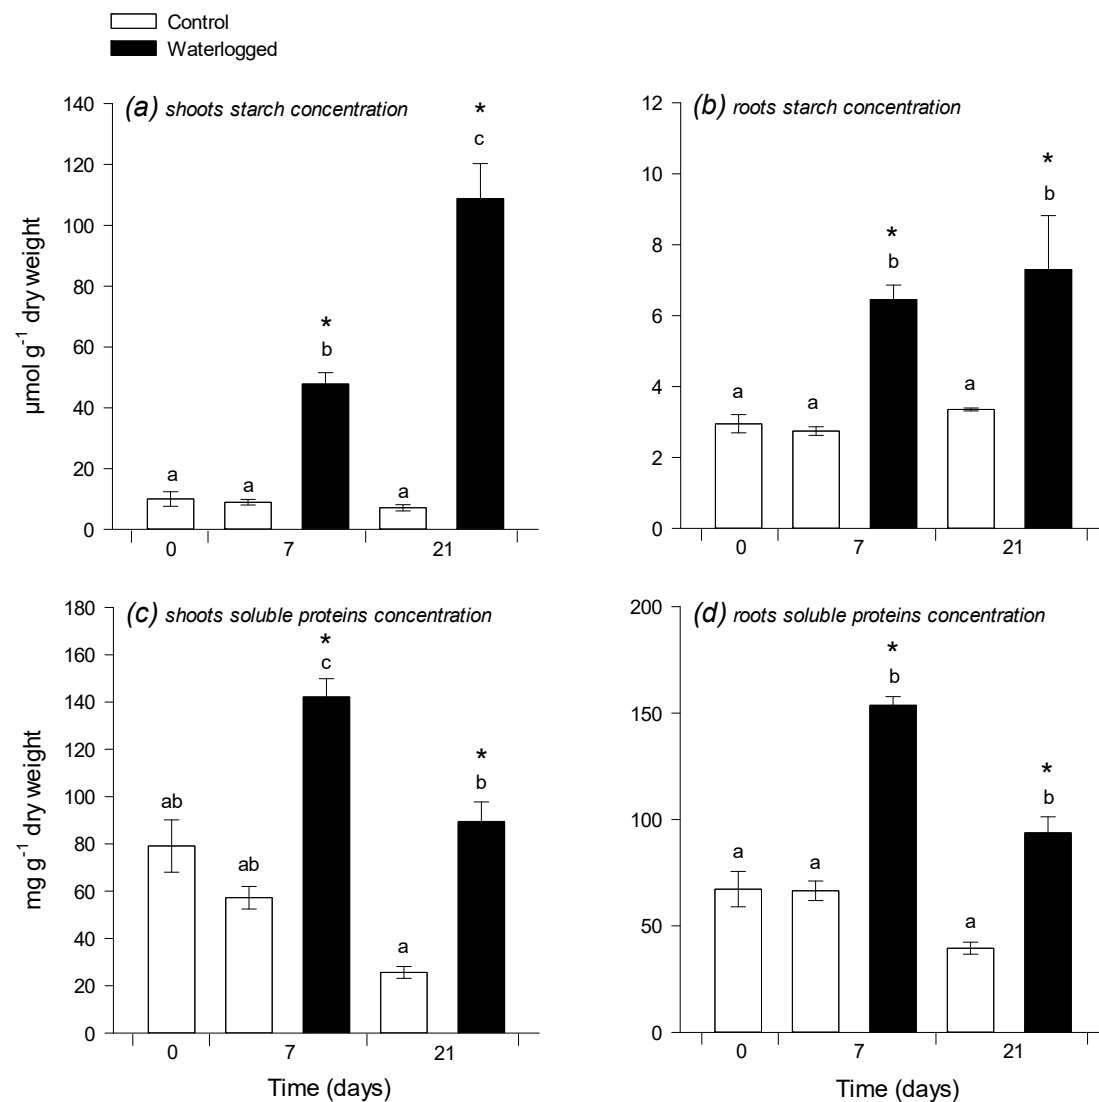 Control
Waterlogged
(a) shoots starch concentration
140
120
100
80
60
40
20
0
µmol g-1 dry weight
a
a
*
b
a
*
c
0
7
21
(b) roots starch concentration
12
10
8
6
4
2
0
a
a
*
b
a
*
b
0
7
21
(c) shoots soluble proteins concentration
180
160
140
120
100
80
60
40
20
0
mg g-1 dry weight
ab
ab
*
c
a
*
b
0
7
21
Time (days)
(d) roots soluble proteins concentration
200
150
100
50
0
a
a
*
b
a
*
b
0
7
21
Time (days)